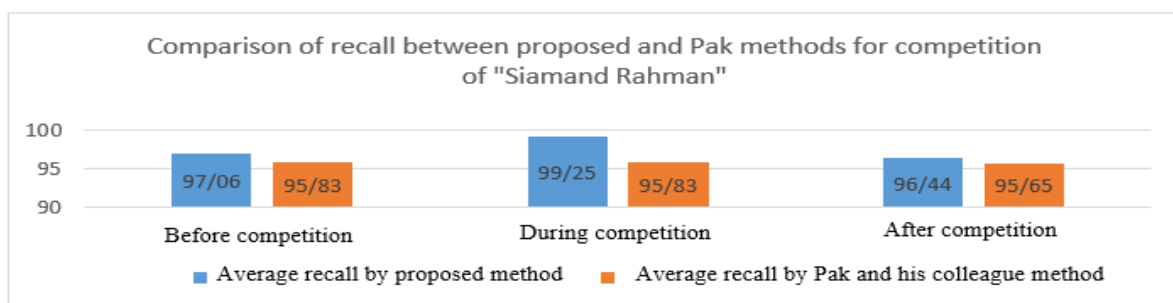 Comparison of recall between proposed and Pak methods for competition
of "Siamand Rahman"
100
95
90
97/06
95/83
99/25
95/83
96/44
95/65
Before competition
During competition
After competition
Average recall by proposed method
Average recall by Pak and his colleague method